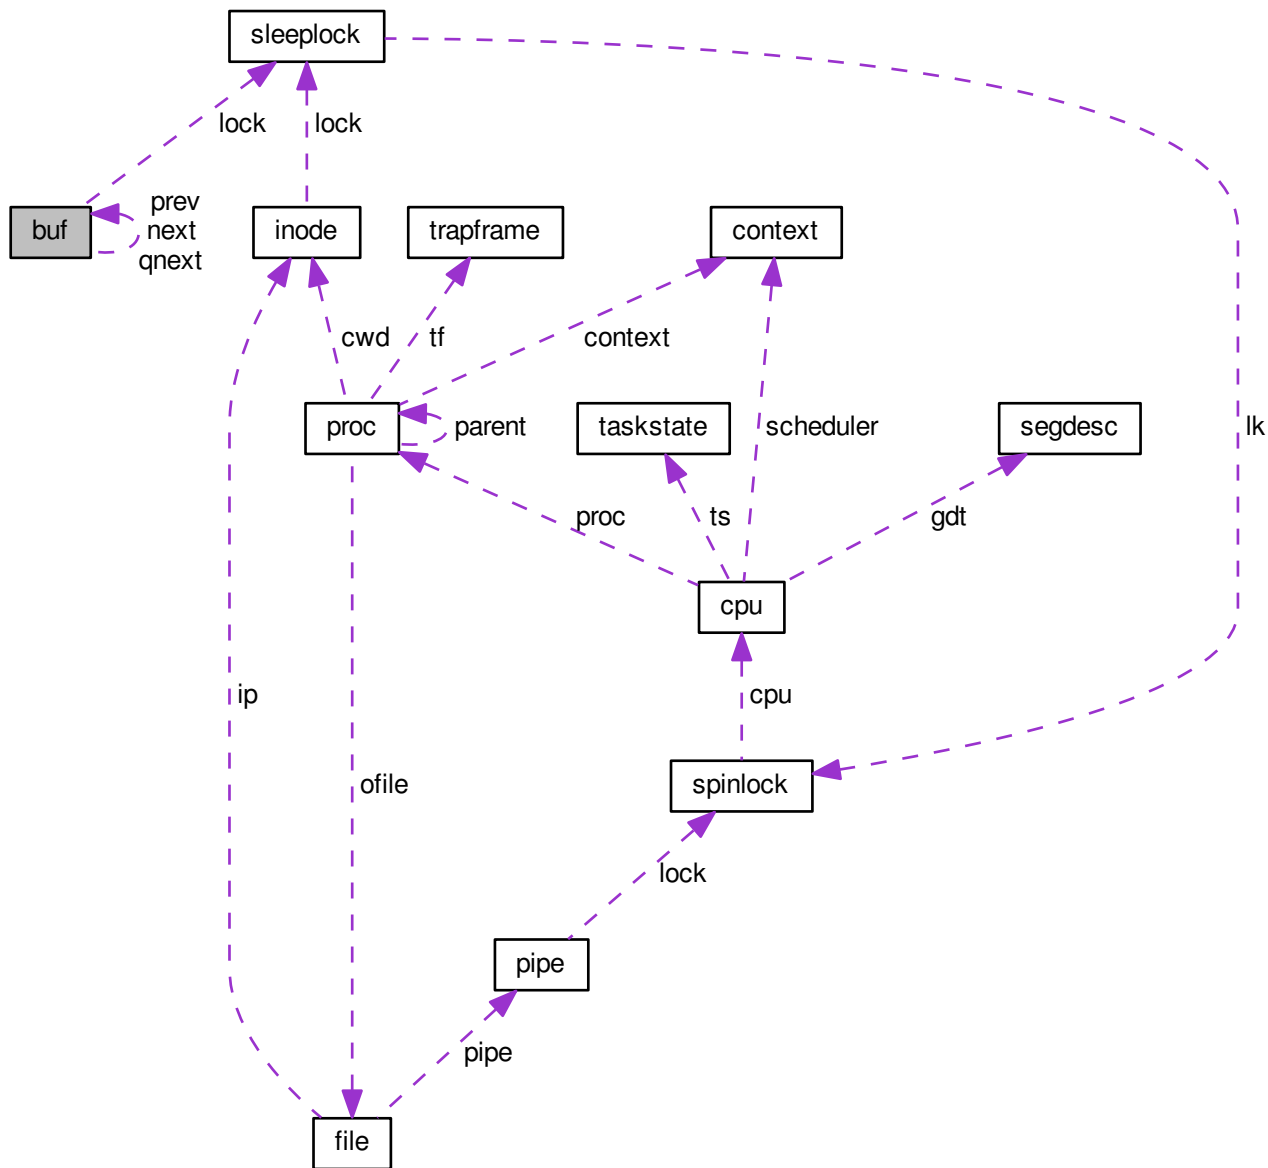 sleeplock
lock
lock
prev
buf
next
qnext
inode
trapframe
context
cwd
tf
context
proc
parent
taskstate
scheduler
segdesc
lk
proc
ts
gdt
cpu
ip
cpu
ofile
spinlock
lock
pipe
pipe
file